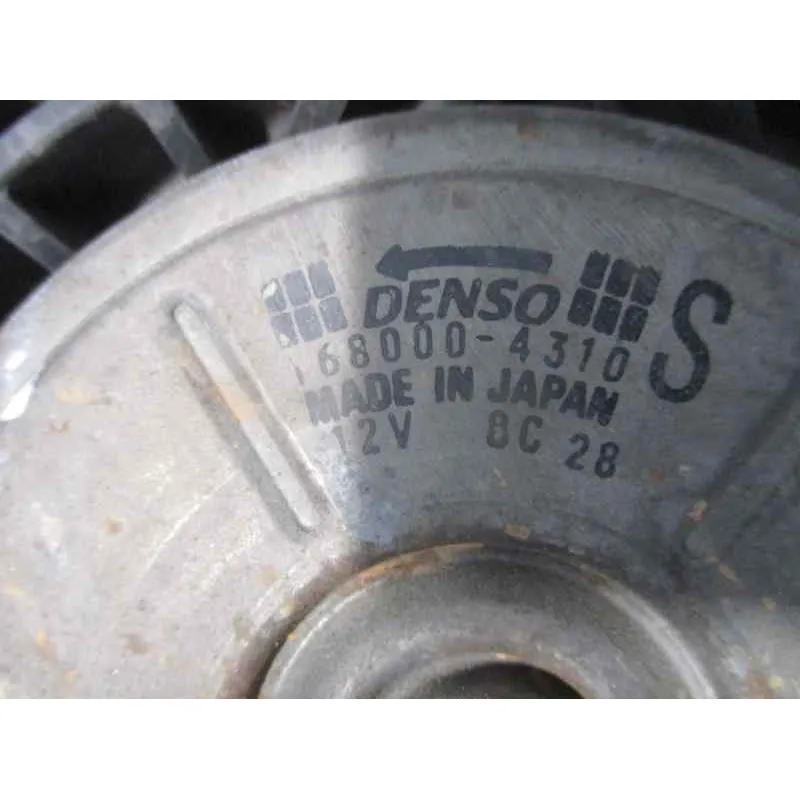 DENSO
168000-4310 S
MADE IN JAPAN
12V 8C 28